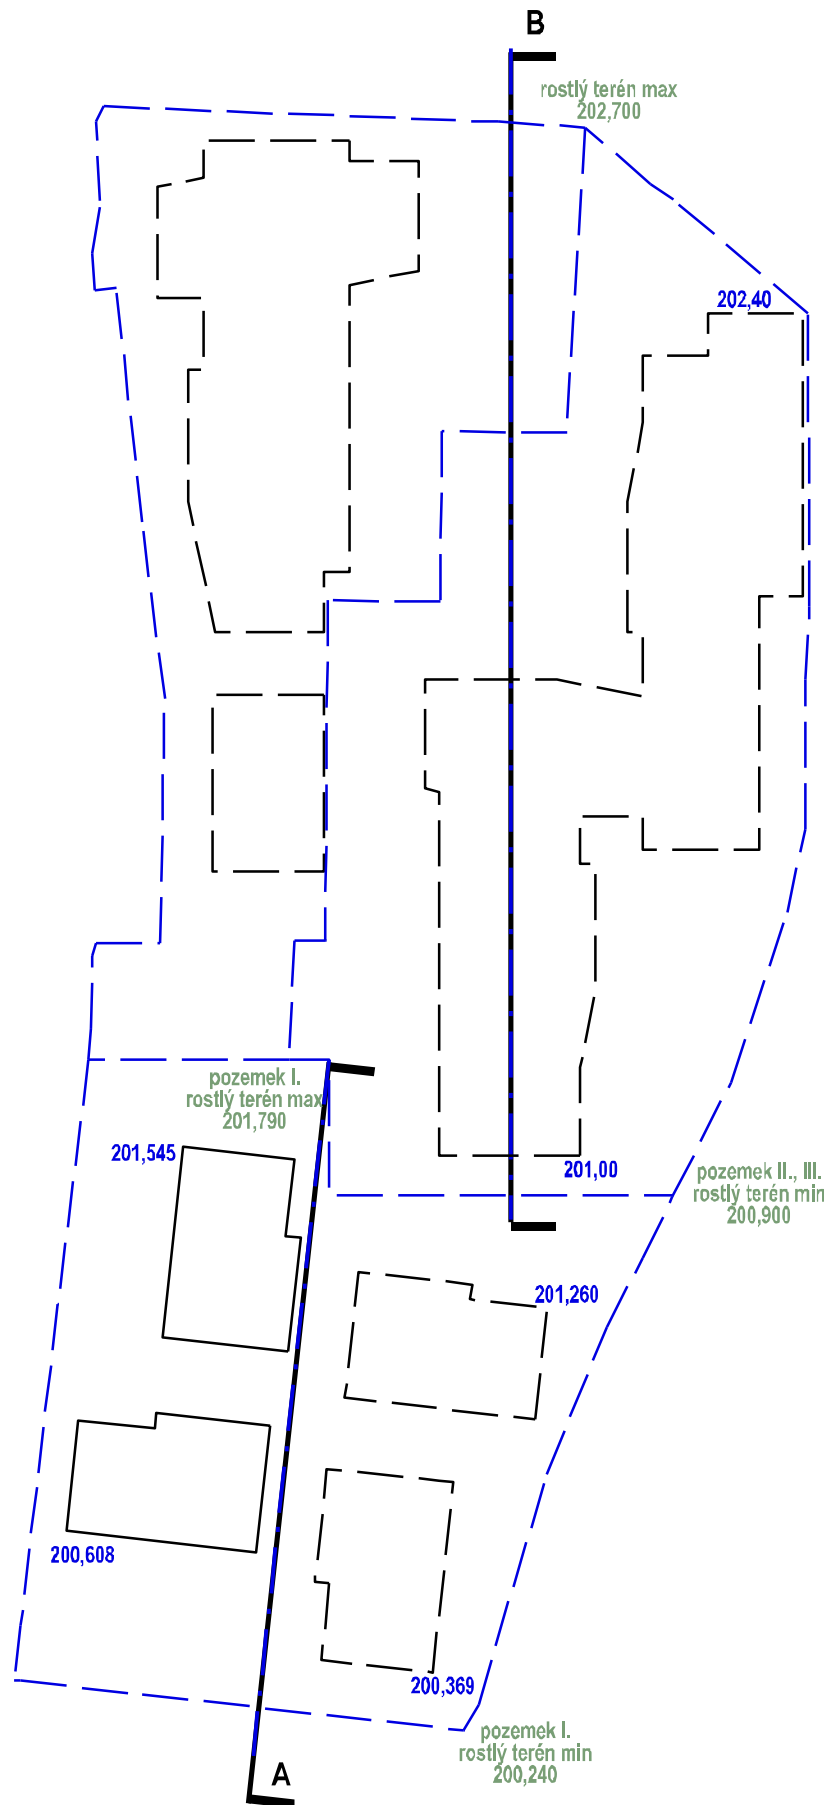 B
rostlý terén max
202,700
202,40
pozemek I.
rostlý terén max
201,790
201,545
201,00
pozemek II., III.
rostlý terén min
200,900
201,260
200,608
200,369
pozemek I.
rostlý terén min
200,240
A